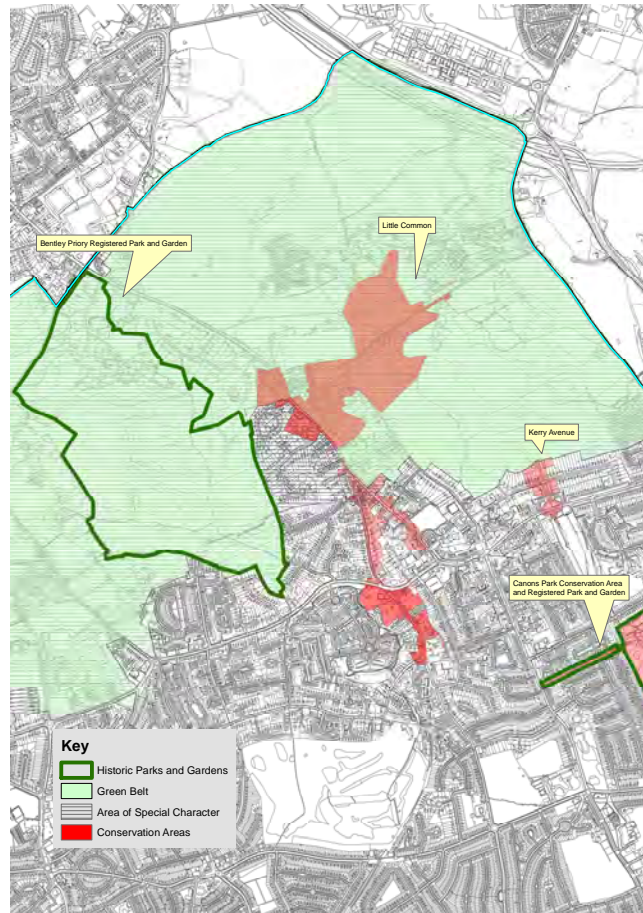 Little Common
Bentley Priory Registered Park and Garden
Kerry Avenue
Canons Park Conservation Area
and Registered Park and Garden
Key
Historic Parks and Gardens
Green Belt
Area of Special Character
Conservation Areas